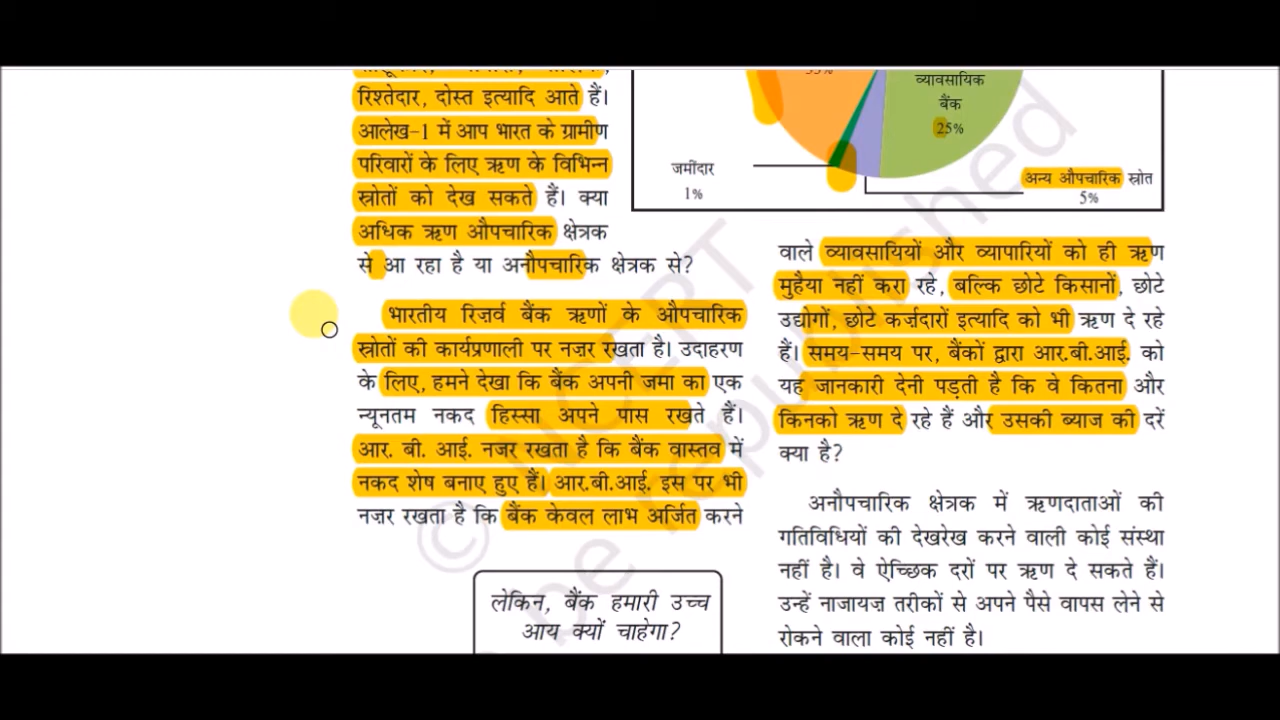 रिश्तेदार, दोस्त इत्यादि आते हैं।
आलेख-1 में आप भारत के ग्रामीण
परिवारों के लिए ऋण के विभिन्न
स्रोतों को देख सकते हैं। क्या
अधिक ऋण औपचारिक क्षेत्रक
से आ रहा है या अनौपचारिक क्षेत्रक से?
भारतीय रिज़र्व बैंक ऋणों के औपचारिक
स्रोतों की कार्यप्रणाली पर नज़र रखता है। उदाहरण
के लिए, हमने देखा कि बैंक अपनी जमा का एक
न्यूनतम नकद हिस्सा अपने पास रखते हैं।
आर. बी. आई. नजर रखता है कि बैंक वास्तव में
नकद शेष बनाए हुए हैं। आर.बी.आई. इस पर भी
नज़र रखता है कि बैंक केवल लाभ अर्जित करने
लेकिन, बैंक हमारी उच्च
आय क्यों चाहेगा?
व्यावसायिक
बैंक
25%
जमींदार
1%
अन्य औपचारिक स्रोत
5%
वाले व्यावसायियों और व्यापारियों को ही ऋण
मुहैया नहीं करा रहे, बल्कि छोटे किसानों, छोटे
उद्योगों, छोटे कर्ज़दारों इत्यादि को भी ऋण दे रहे
हैं। समय-समय पर, बैंकों द्वारा आर.बी.आई. को
यह जानकारी देनी पड़ती है कि वे कितना और
किनको ऋण दे रहे हैं और उसकी ब्याज की दरें
क्या है?
अनौपचारिक क्षेत्रक में ऋणदाताओं की
गतिविधियों की देखरेख करने वाली कोई संस्था
नहीं है। वे ऐच्छिक दरों पर ऋण दे सकते हैं।
उन्हें नाजायज़ तरीकों से अपने पैसे वापस लेने से
रोकने वाला कोई नहीं है।
© NCERT
be republished